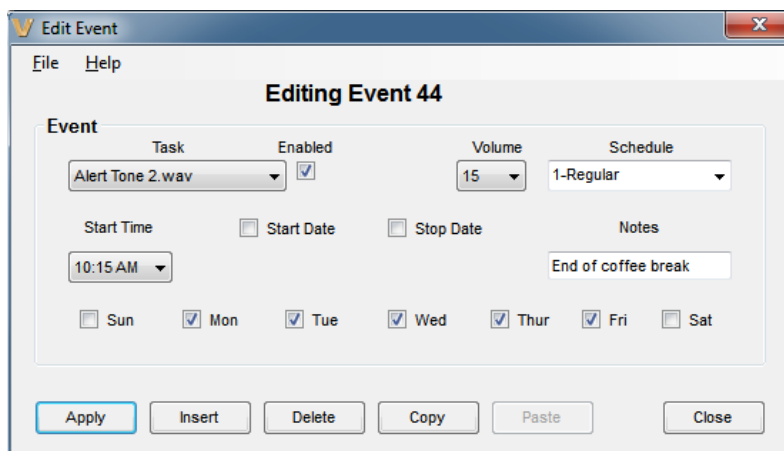 Edit Event
File Help
Editing Event 44
Event
Task Enabled Volume Schedule
Alert Tone 2.wav 15 1-Regular
Start Time Start Date Stop Date Notes
10:15 AM End of coffee break
Sun Mon Tue Wed Thur Fri Sat
Apply Insert Delete Copy Paste Close